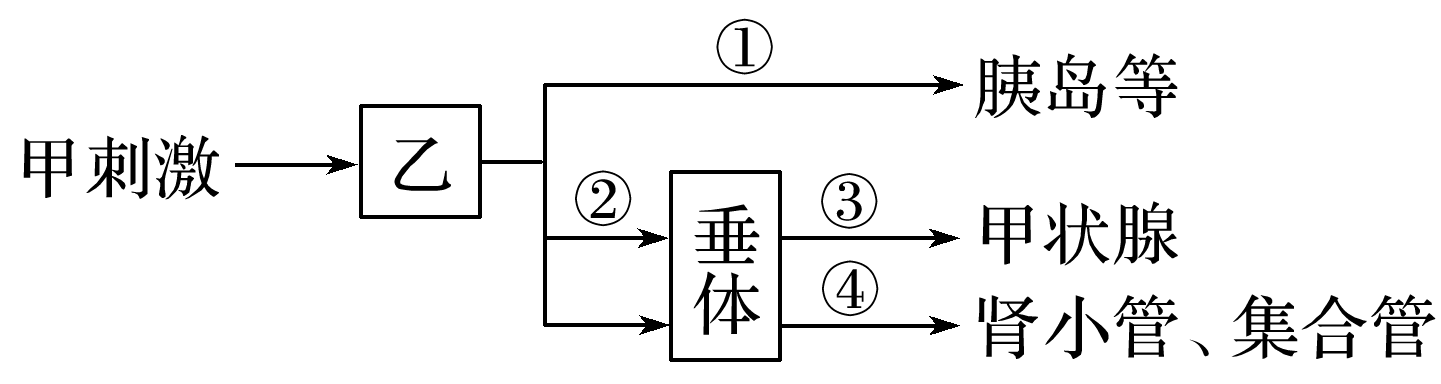 ①
胰岛等
甲刺激
乙
②
垂体
③
甲状腺
④
肾小管、集合管